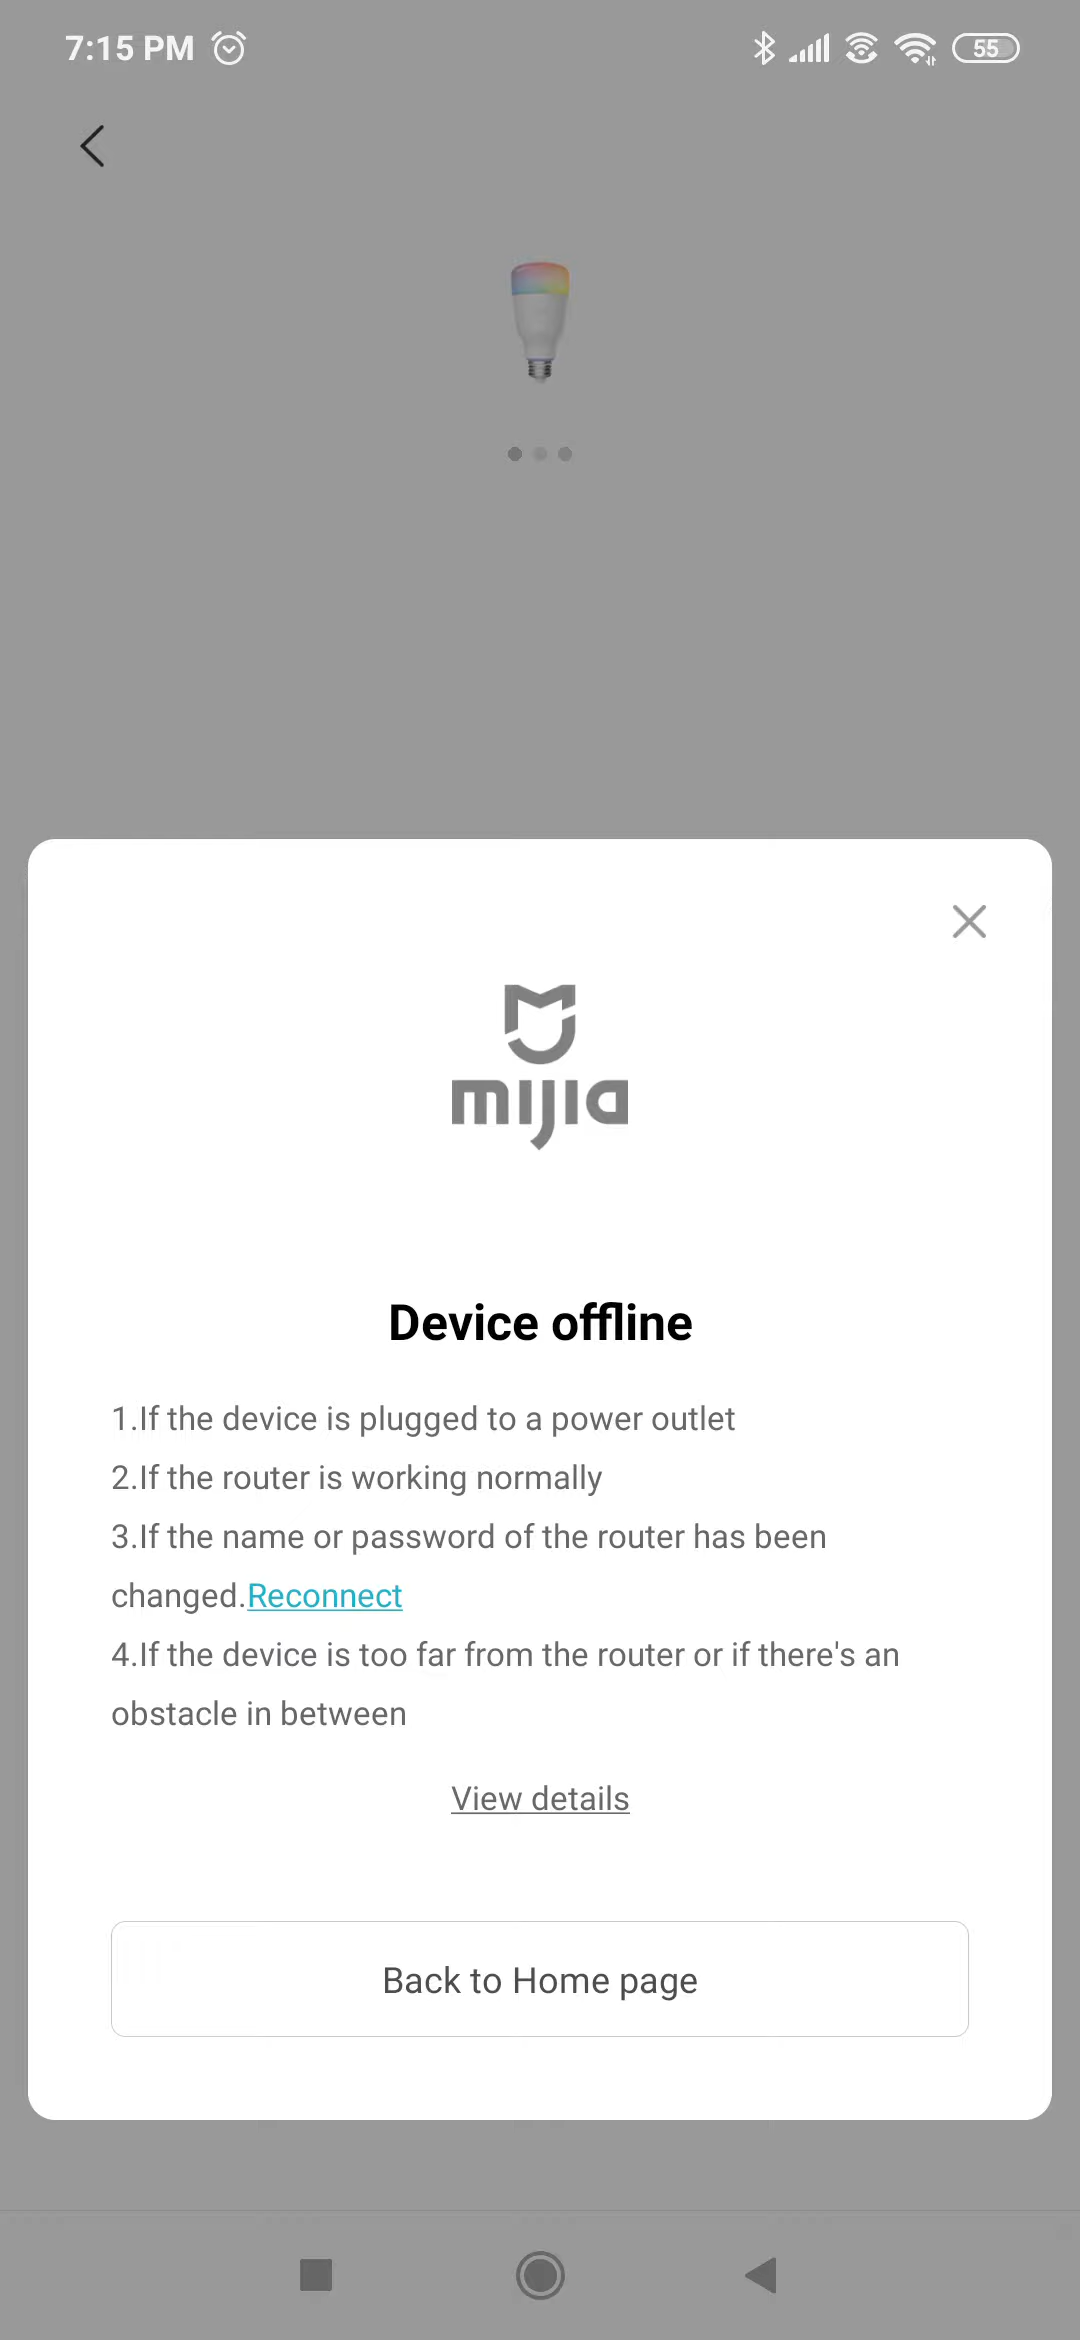 7:15 PM
55
mijia
Device offline
1.If the device is plugged to a power outlet
2.If the router is working normally
3.If the name or password of the router has been
changed.Reconnect
4.If the device is too far from the router or if there's an
obstacle in between
View details
Back to Home page